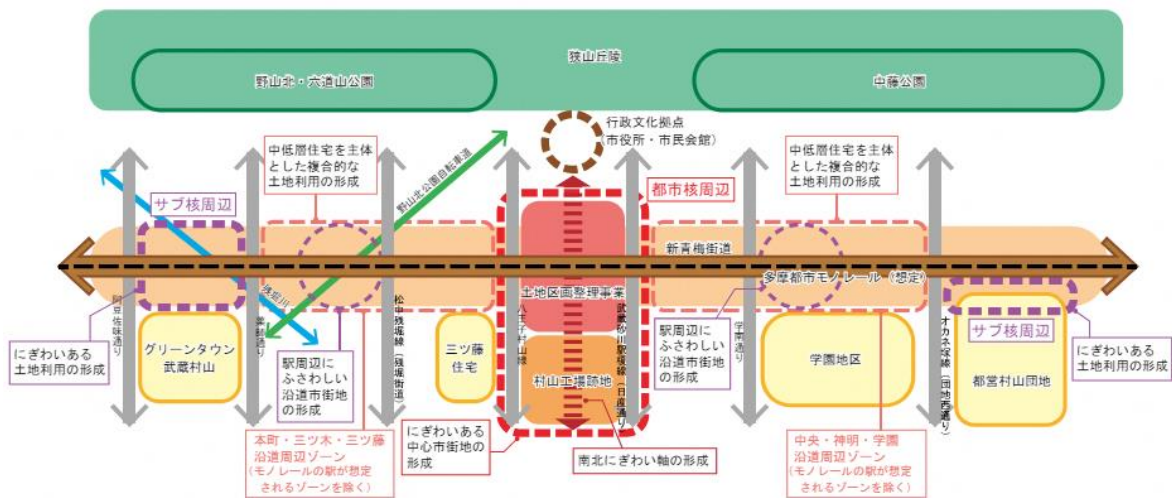 狭山丘陵
野山北・六道山公園
中藤公園
行政文化拠点
（市役所・市民会館）
中低層住宅を主体
とした複合的な
土地利用の形成
野山北公園自転車道
中低層住宅を主体
とした複合的な
土地利用の形成
サブ核周辺
都市核周辺
新青梅街道
多摩都市モノレール（想定）
残堀川
土地区画整理事業
阿豆佐味通り
薬師通り
松中残堀線（残堀街道）
八王子村山線
武蔵砂川駅榎線（日産通り）
学園通り
オカネ塚線（団地西通り）
にぎわいある
土地利用の形成
グリーンタウン
武蔵村山
駅周辺に
ふさわしい
沿道市街地
の形成
三ツ藤
住宅
村山工場跡地
駅周辺に
ふさわしい
沿道市街地
の形成
学園地区
サブ核周辺
都営村山団地
にぎわいある
土地利用の形成
本町・三ツ木・三ツ藤
沿道周辺ゾーン
（モノレールの駅が想定
されるゾーンを除く）
にぎわいある
中心市街地の
形成
南北にぎわい軸の形成
中央・神明・学園
沿道周辺ゾーン
（モノレールの駅が想定
されるゾーンを除く）